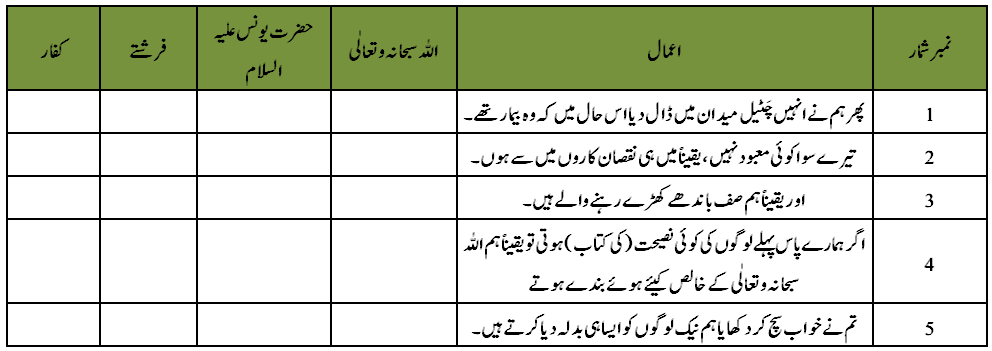 نمبر شمار	اعمال	اللہ سبحانہ وتعالٰی	حضرت یونس علیہ السلام	فرشتے	کفار
1	پھر ہم نے انہیں چَٹیل میدان میں ڈال دیا اس حال میں کہ وہ بیمار تھے۔
2	تیرے سوا کوئی معبود نہیں، یقیناً میں ہی نقصان کاروں میں سے ہوں۔
3	اور یقیناً ہم صف باندھے کھڑے رہنے والے ہیں۔
4	اگر ہمارے پاس پہلے لوگوں کی کوئی نصیحت (کی کتاب) ہوتی تو یقیناً ہم اللہ
سبحانہ وتعالٰی کے خالص کیئے ہوئے بندے ہوتے
5	تم نے خواب سچ کر دکھایا ہم نیک لوگوں کو ایسا ہی بدلہ دیا کرتے ہیں۔